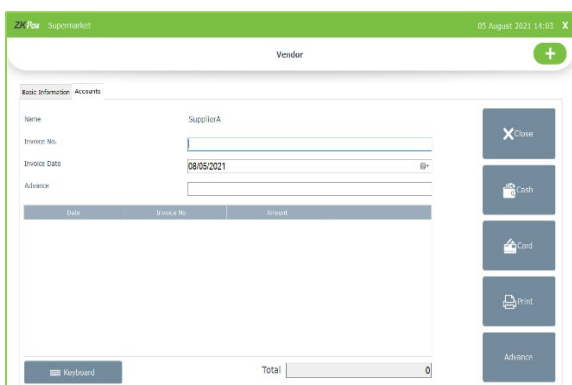 ZKPos Supermarket 05 August 2021 14:03 X
Vendor
+
Basic Information Accounts
Name SupplierA
Invoice No.
Invoice Date 08/05/2021
Advance
Date Invoice No Amount
Close
Cash
Card
Print
Advance
Keyboard
Total 0